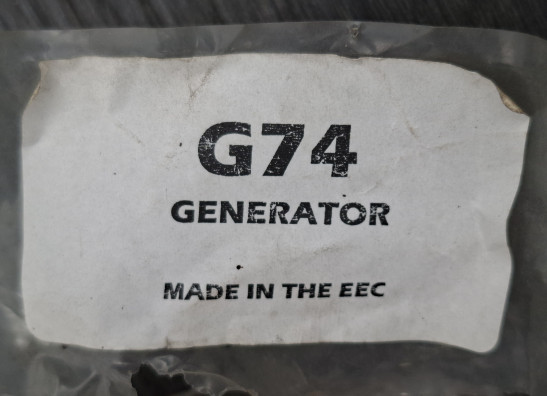 G74
GENERATOR
MADE IN THE EEC